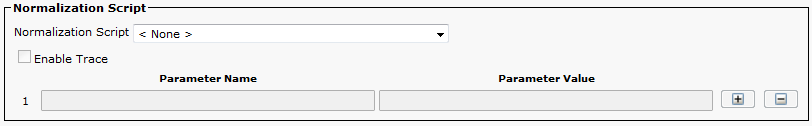 Normalization Script
Normalization Script < None >
Enable Trace
Parameter Name Parameter Value
1